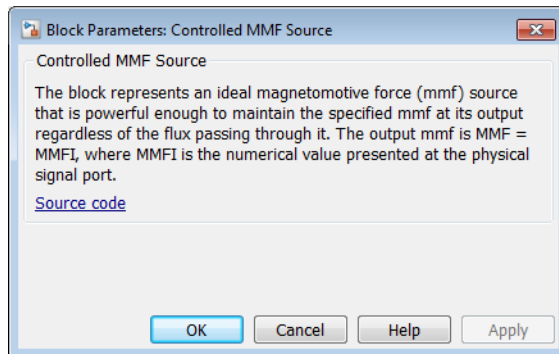 Block Parameters: Controlled MMF Source
Controlled MMF Source
The block represents an ideal magnetomotive force (mmf) source
that is powerful enough to maintain the specified mmf at its output
regardless of the flux passing through it. The output mmf is MMF =
MMFI, where MMFI is the numerical value presented at the physical
signal port.
Source code
OK Cancel Help Apply